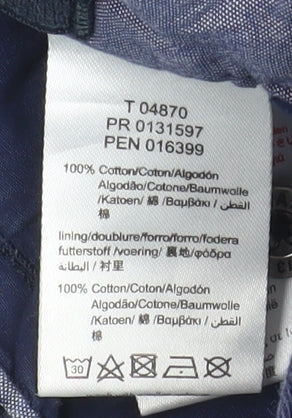 T 04870
PR 0131597
PEN 016399
100% Cotton/Coton/Algodón
Algodão/Cotone/Baumwolle
/Katoen/ 綿 /Βαμβάκι / القطن /
棉
lining/doublure/forro/forro/fodera
futterstoff /voering/ 裏地/φόδρα
البطانة / 衬里
100% Cotton/Coton/Algodón
Algodão/Cotone/Baumwolle
/Katoen/ 綿 /Βαμβάκι / القطن /
棉
30